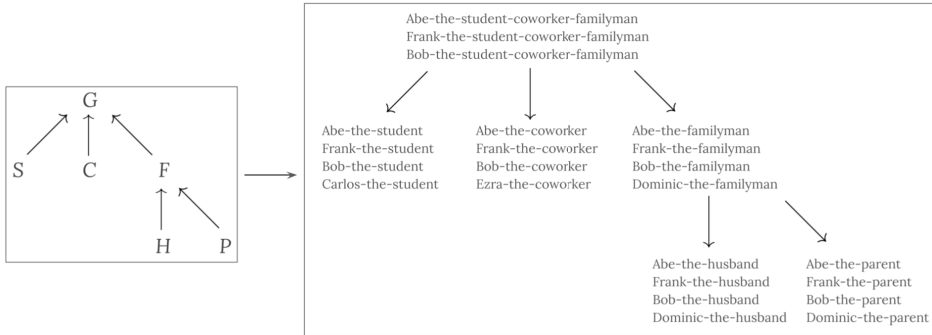 G
S
C
F
H
P
Abe-the-student-coworker-familyman
Frank-the-student-coworker-familyman
Bob-the-student-coworker-familyman
Abe-the-student
Frank-the-student
Bob-the-student
Carlos-the-student
Abe-the-coworker
Frank-the-coworker
Bob-the-coworker
Ezra-the-coworker
Abe-the-familyman
Frank-the-familyman
Bob-the-familyman
Dominic-the-familyman
Abe-the-husband
Frank-the-husband
Bob-the-husband
Dominic-the-husband
Abe-the-parent
Frank-the-parent
Bob-the-parent
Dominic-the-parent